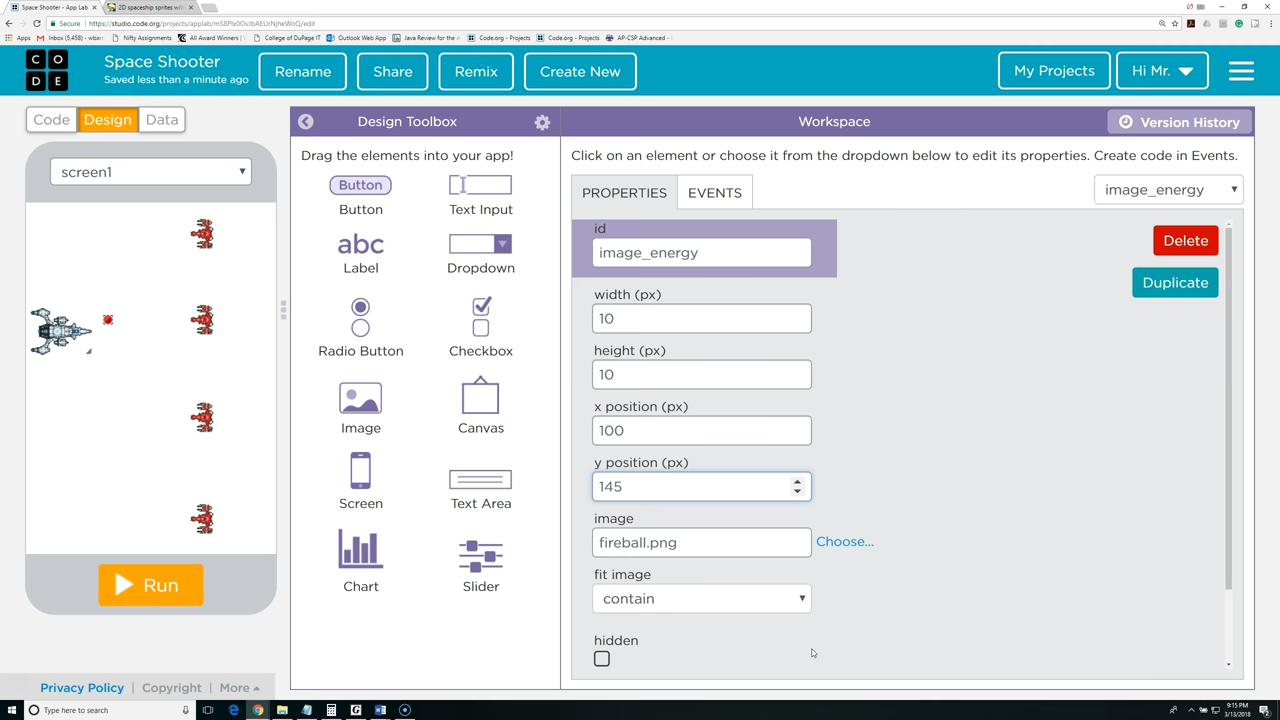 Space Shooter - App Lab
2D spaceship sprites wit
Secure
https://studio.code.org/projects/applab/mS8Plx0Ov/bAEUrNjheWoQ/edit
Apps
Inbox (5,458) - wbarr
Nifty Assignments
All Award Winners |
College of DuPage IT
Outlook Web App
Java Review for the A
Code.org - Projects
Code.org - Projects
AP-CSP Advanced -
C O
D E
Space Shooter
Saved less than a minute ago
Rename
Share
Remix
Create New
My Projects
Hi Mr.
Code
Design
Data
Design Toolbox
Workspace
Version History
screen1
Drag the elements into your app!
Click on an element or choose it from the dropdown below to edit its properties. Create code in Events.
Button
Button
Text Input
abc
Label
Dropdown
Radio Button
Checkbox
Image
Canvas
Screen
Text Area
Chart
Slider
PROPERTIES
EVENTS
image_energy
id
image_energy
Delete
Duplicate
width (px)
10
height (px)
10
x position (px)
100
y position (px)
145
image
fireball.png
Choose...
fit image
contain
hidden
Run
Privacy Policy
Copyright
More
Type here to search
9:15 PM
3/13/2018